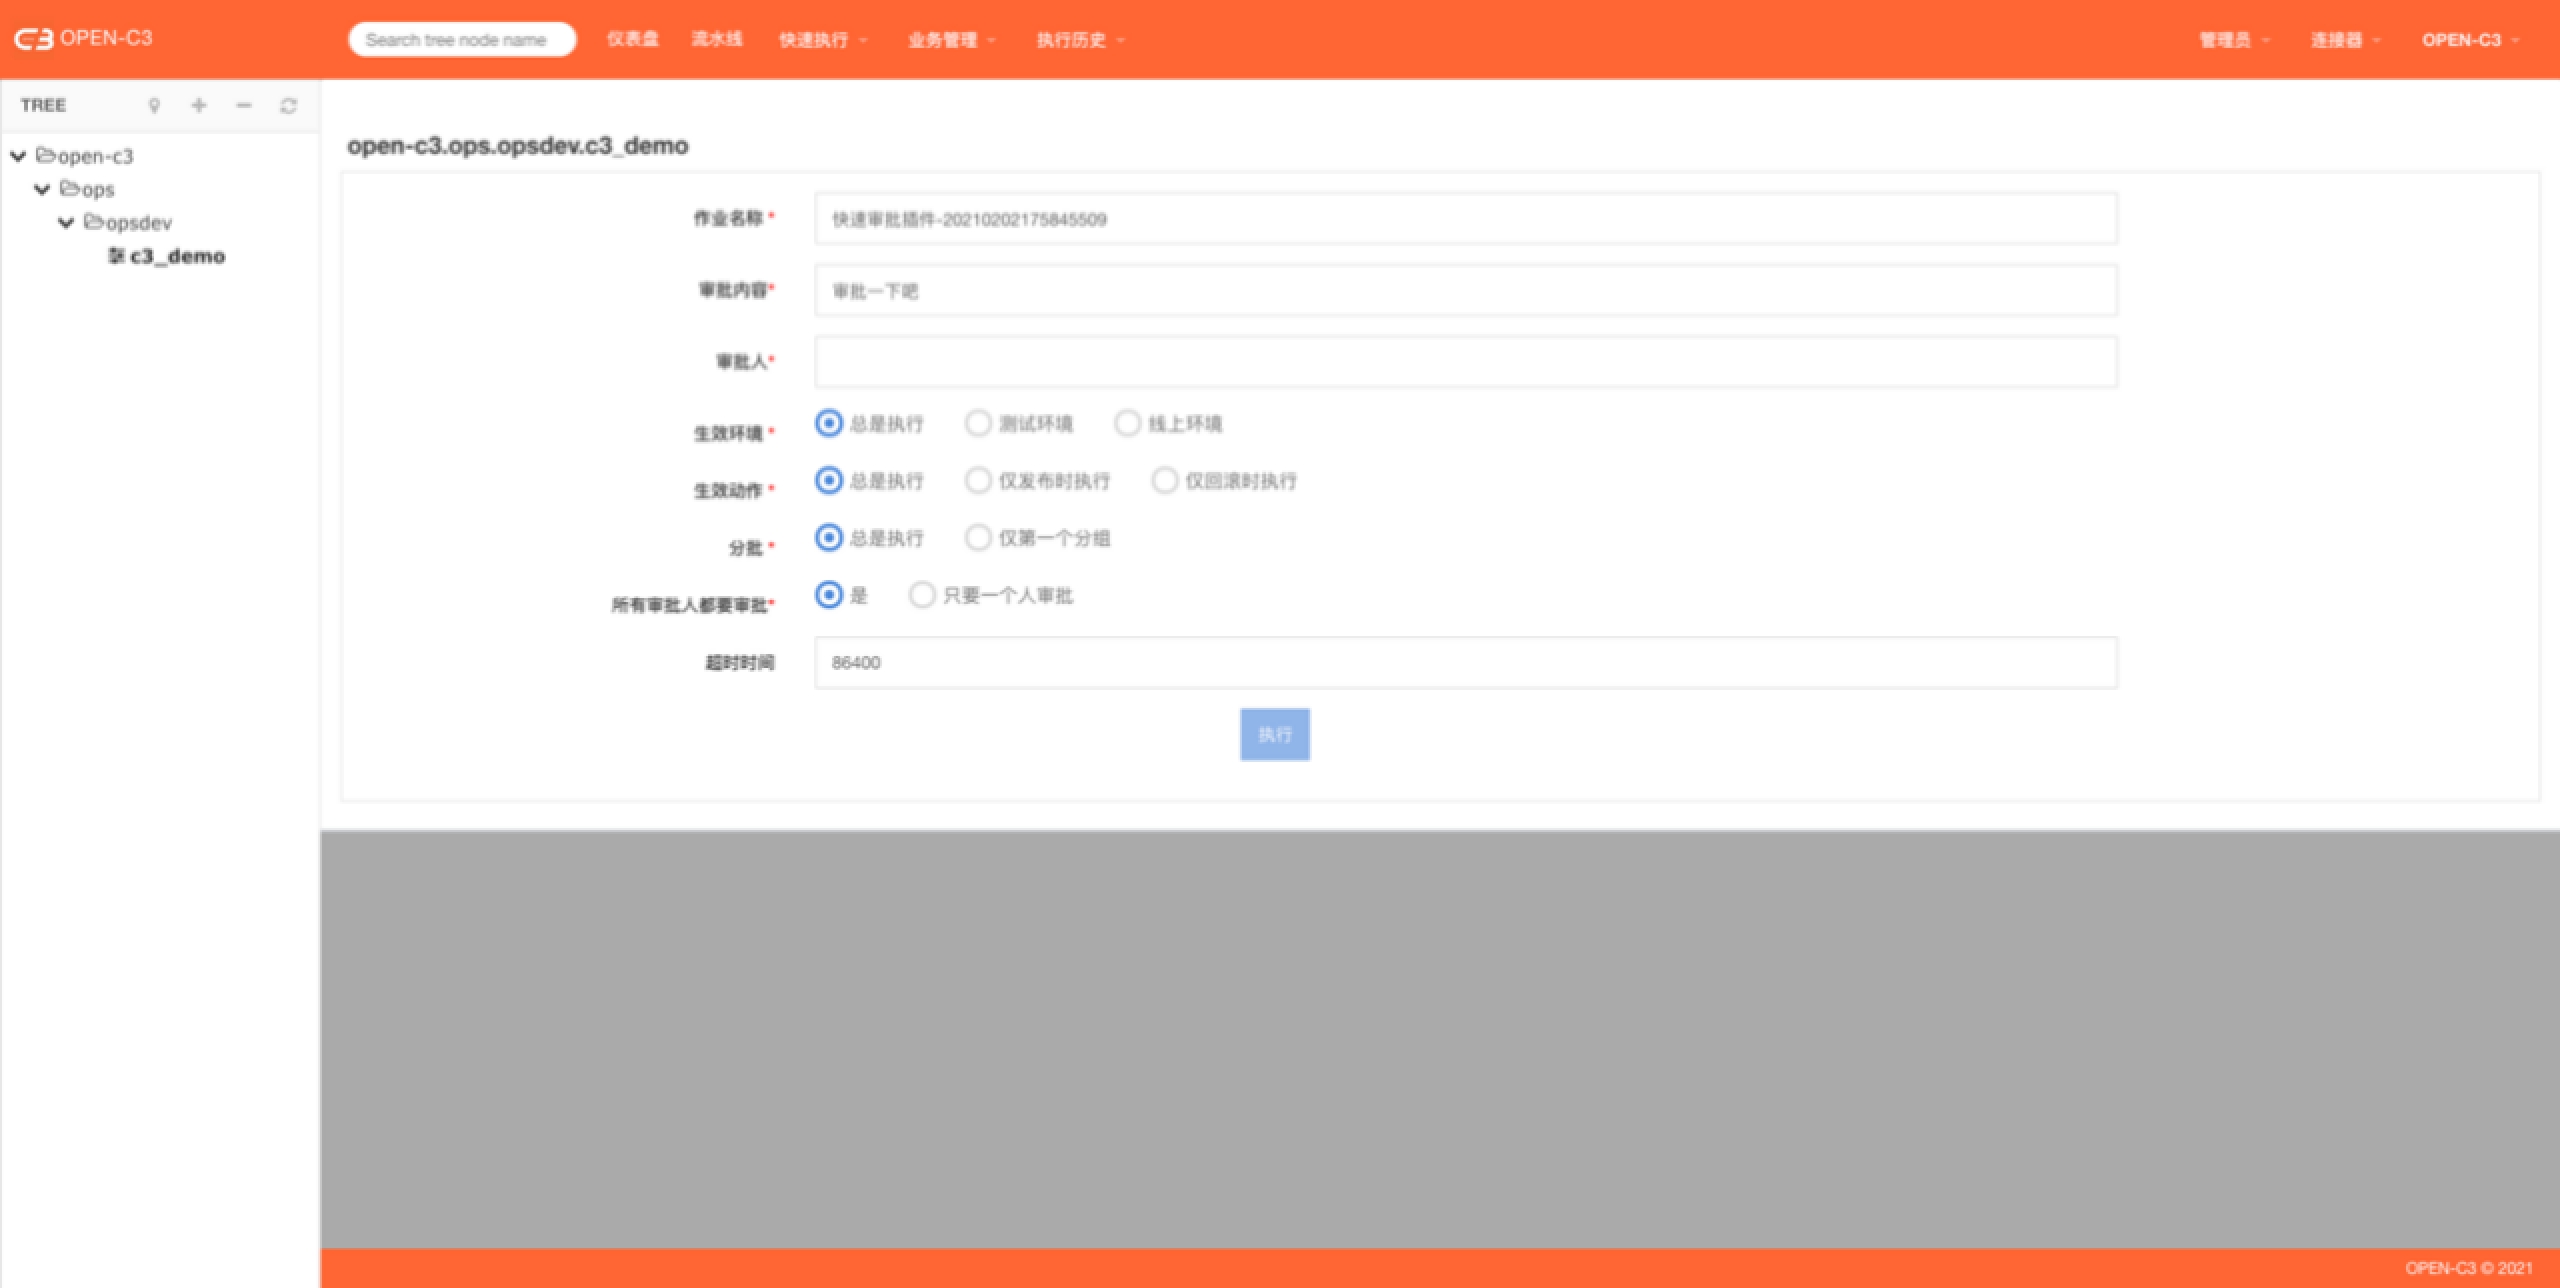 OPEN-C3
Search tree node name 仪表盘 流水线 快速执行 业务管理 执行历史 管理员 连接器 OPEN-C3
TREE
open-c3
ops
opsdev
c3_demo
open-c3.ops.opsdev.c3_demo
作业名称 * 快速审批插件-20210202175845509
审批内容* 审批一下吧
审批人*
生效环境 * 总是执行 测试环境 线上环境
生效动作 * 总是执行 仅发布时执行 仅回滚时执行
分批 * 总是执行 仅第一个分组
所有审批人都要审批* 是 只要一个人审批
超时时间 86400
执行
OPEN-C3 © 2021